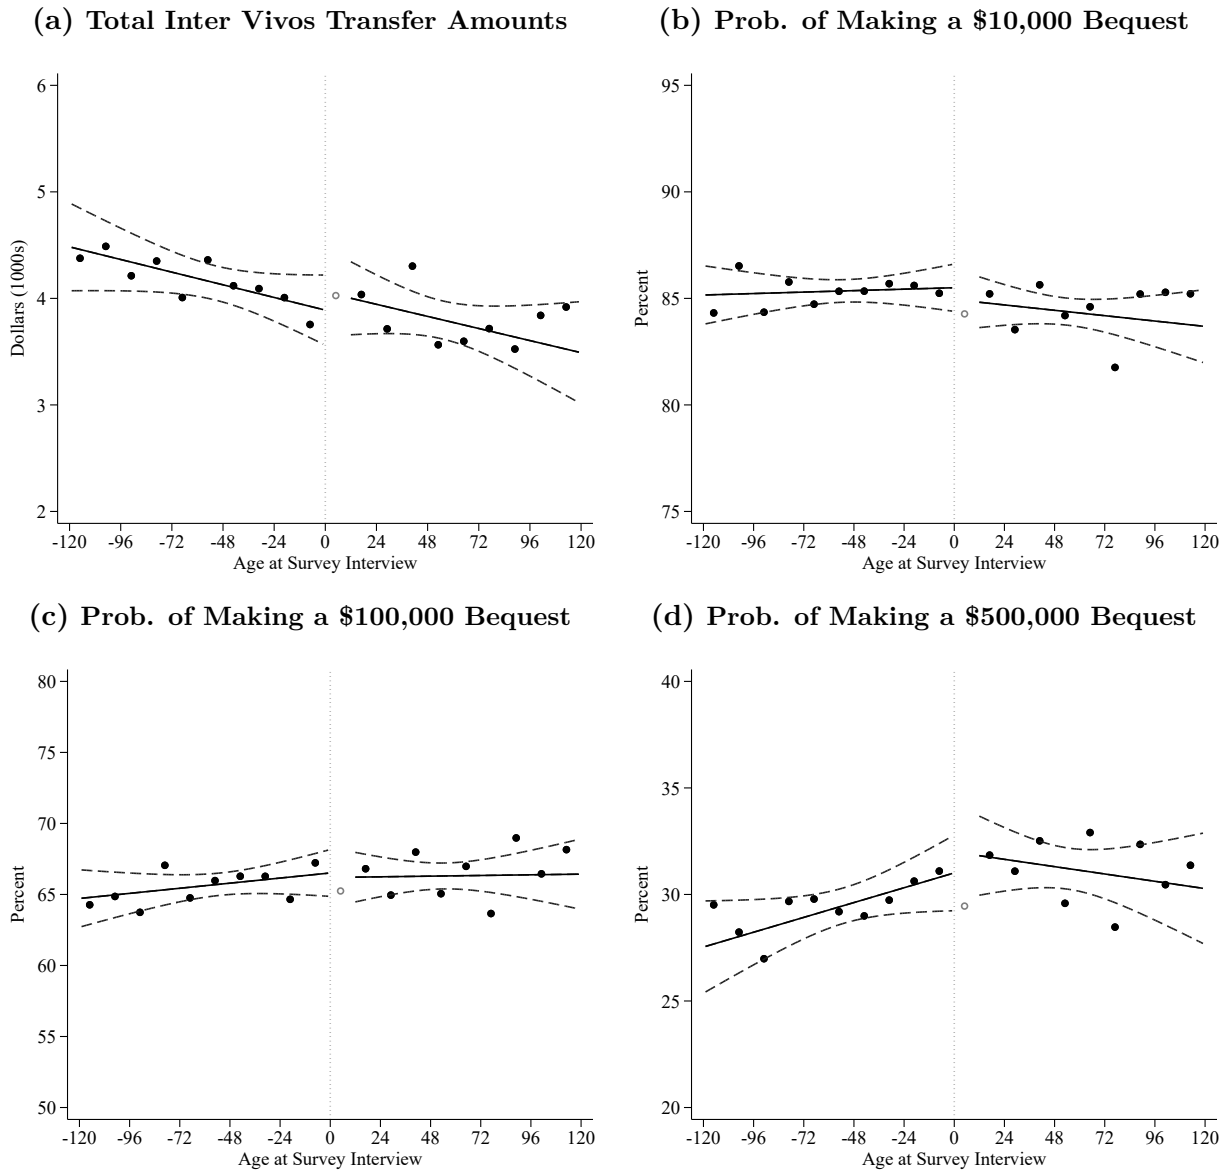 (a) Total Inter Vivos Transfer Amounts
6
5
4
3
2
Dollars (1000s)
-120 -96 -72 -48 -24 0 24 48 72 96 120
Age at Survey Interview
(b) Prob. of Making a $10,000 Bequest
95
90
85
80
75
Percent
-120 -96 -72 -48 -24 0 24 48 72 96 120
Age at Survey Interview
(c) Prob. of Making a $100,000 Bequest
80
75
70
65
60
55
50
Percent
-120 -96 -72 -48 -24 0 24 48 72 96 120
Age at Survey Interview
(d) Prob. of Making a $500,000 Bequest
40
35
30
25
20
Percent
-120 -96 -72 -48 -24 0 24 48 72 96 120
Age at Survey Interview